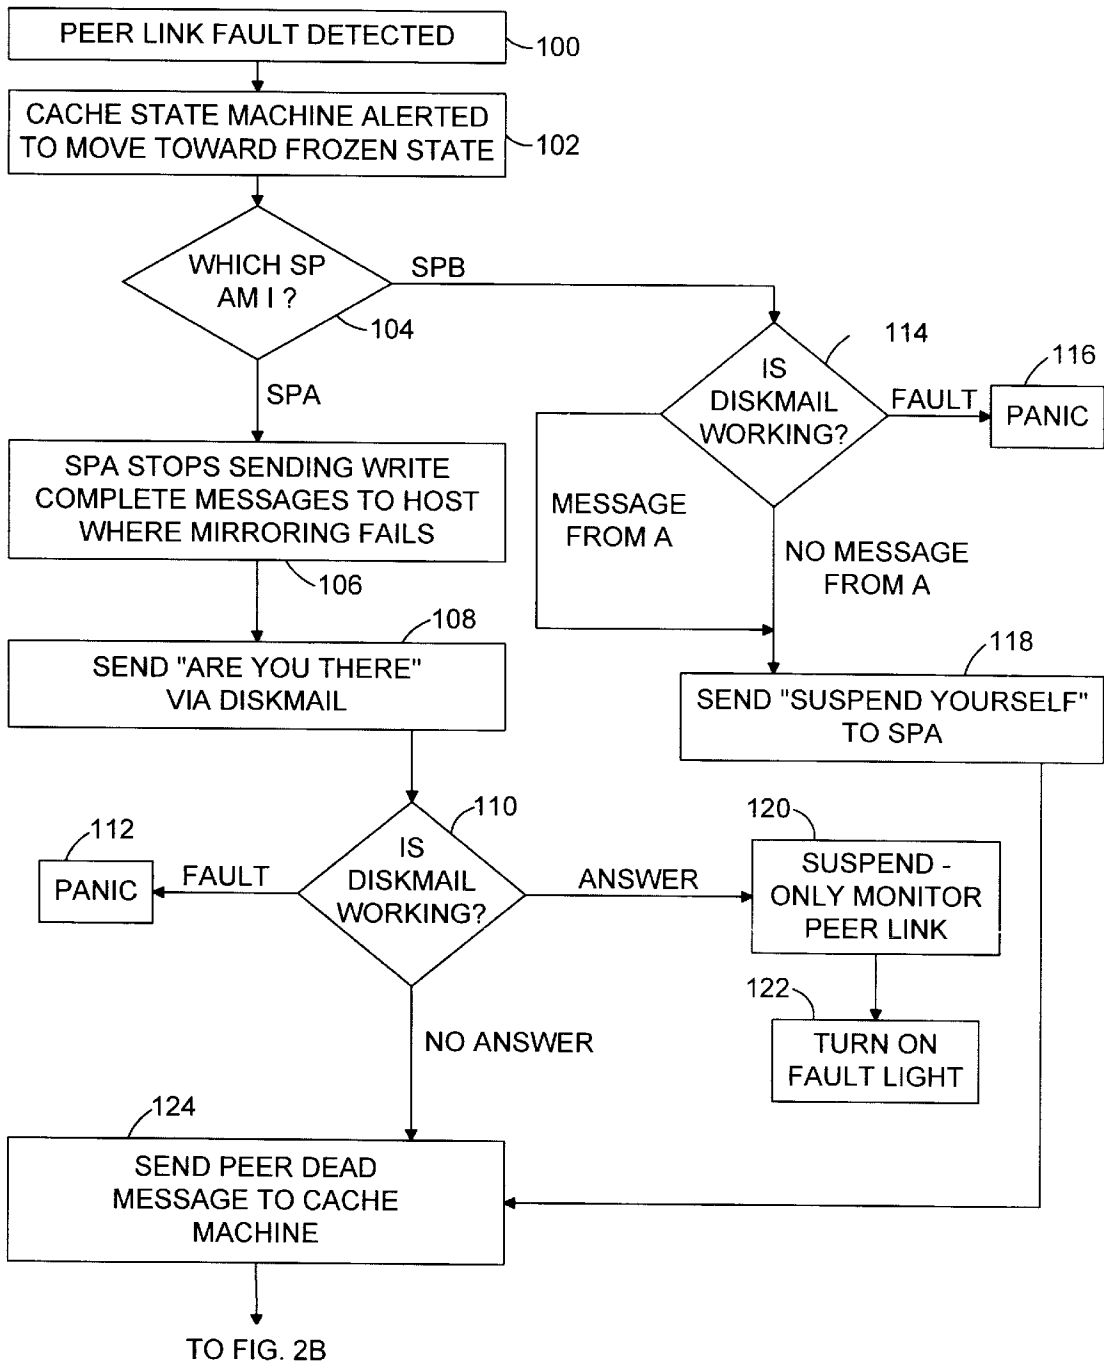 PEER LINK FAULT DETECTED
100
CACHE STATE MACHINE ALERTED
TO MOVE TOWARD FROZEN STATE
102
WHICH SP
AM I ?
104
SPB
SPA
114
IS
DISKMAIL
WORKING?
FAULT
116
PANIC
MESSAGE
FROM A
NO MESSAGE
FROM A
SPA STOPS SENDING WRITE
COMPLETE MESSAGES TO HOST
WHERE MIRRORING FAILS
106
108
SEND "ARE YOU THERE"
VIA DISKMAIL
118
SEND "SUSPEND YOURSELF"
TO SPA
110
IS
DISKMAIL
WORKING?
112
PANIC
FAULT
ANSWER
120
SUSPEND -
ONLY MONITOR
PEER LINK
122
TURN ON
FAULT LIGHT
NO ANSWER
124
SEND PEER DEAD
MESSAGE TO CACHE
MACHINE
TO FIG. 2B